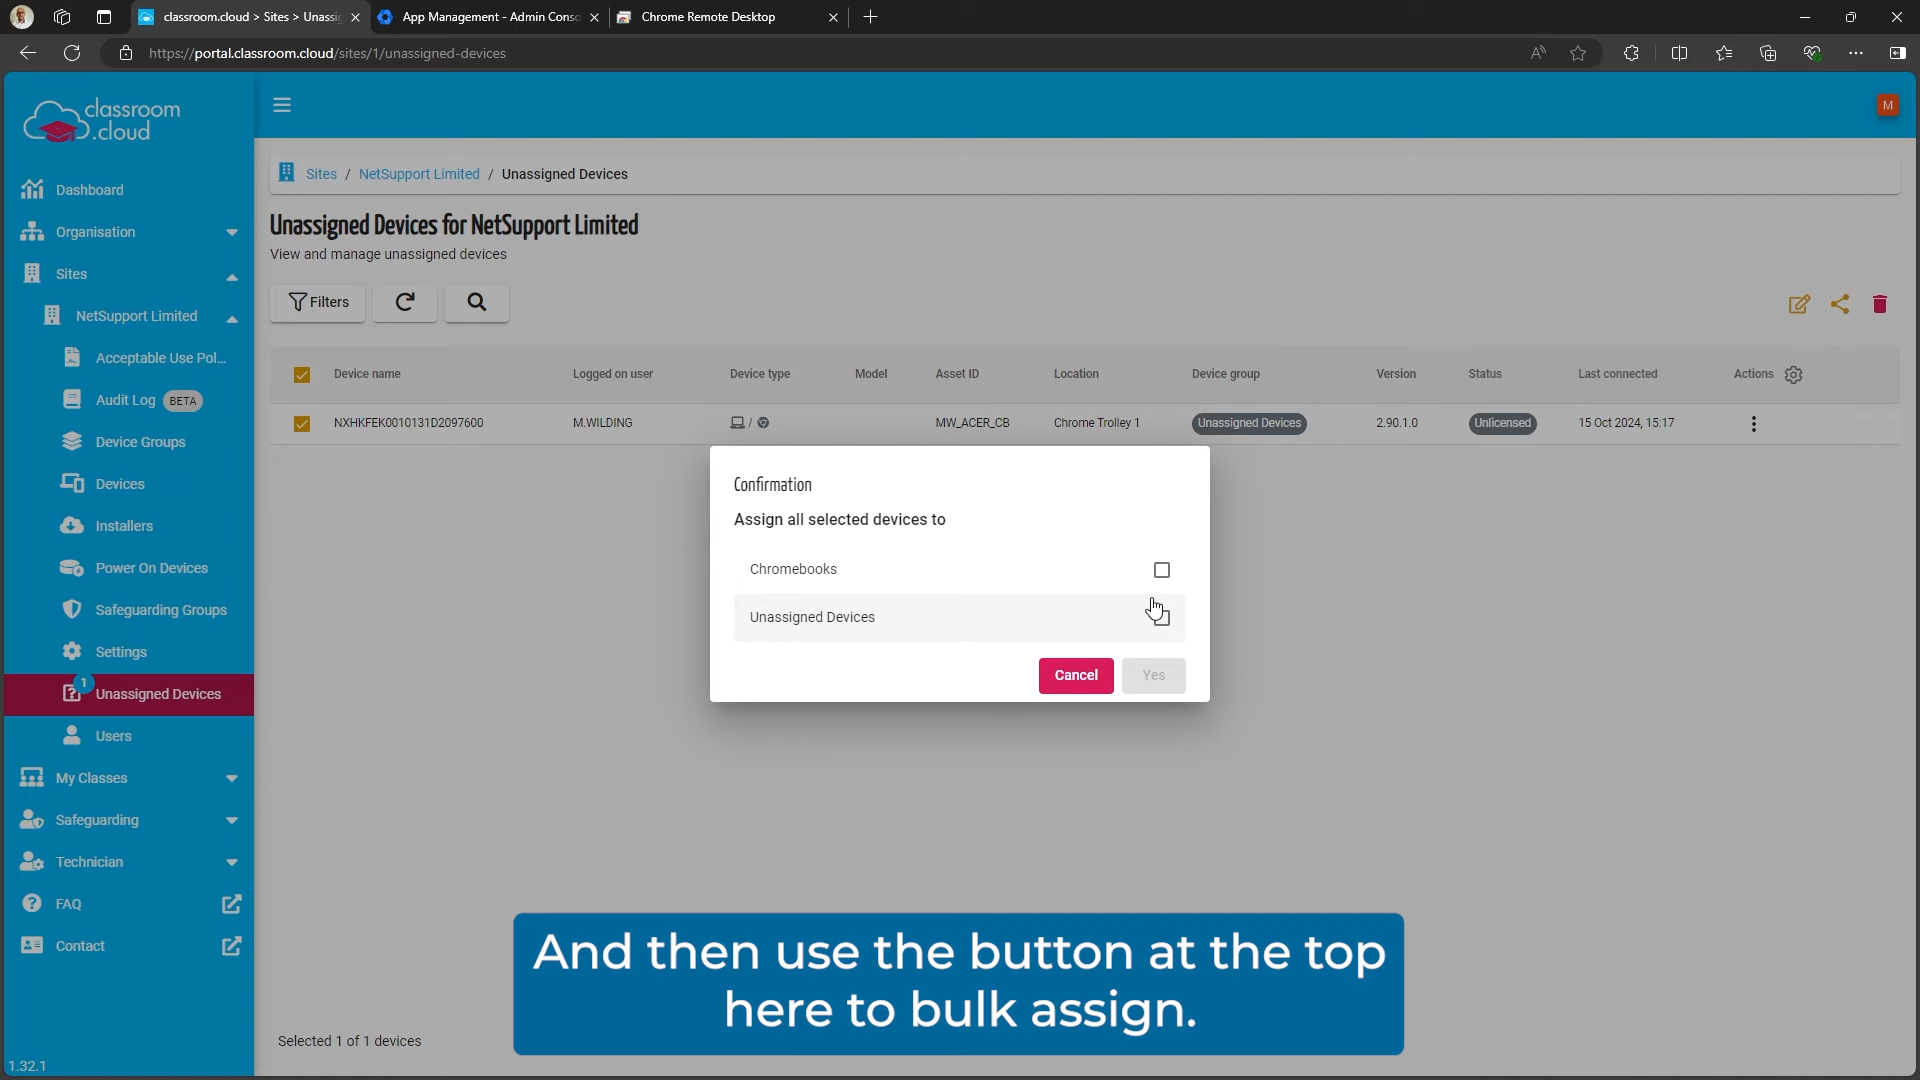 classroom.cloud > Sites > Unassig
App Management - Admin Conso
Chrome Remote Desktop
https://portal.classroom.cloud/sites/1/unassigned-devices
classroom
.cloud
M
Dashboard
Organisation
Sites
NetSupport Limited
Acceptable Use Pol...
Audit Log BETA
Device Groups
Devices
Installers
Power On Devices
Safeguarding Groups
Settings
1
Unassigned Devices
Users
My Classes
Safeguarding
Technician
FAQ
Contact
1.32.1
Sites / NetSupport Limited / Unassigned Devices
Unassigned Devices for NetSupport Limited
View and manage unassigned devices
Filters
Device name Logged on user Device type Model Asset ID Location Device group Version Status Last connected Actions
NXHKFEK0010131D2097600 M.WILDING / MW_ACER_CB Chrome Trolley 1 Unassigned Devices 2.90.1.0 Unlicensed 15 Oct 2024, 15:17
Confirmation
Assign all selected devices to
Chromebooks
Unassigned Devices
Cancel Yes
And then use the button at the top
here to bulk assign.
Selected 1 of 1 devices